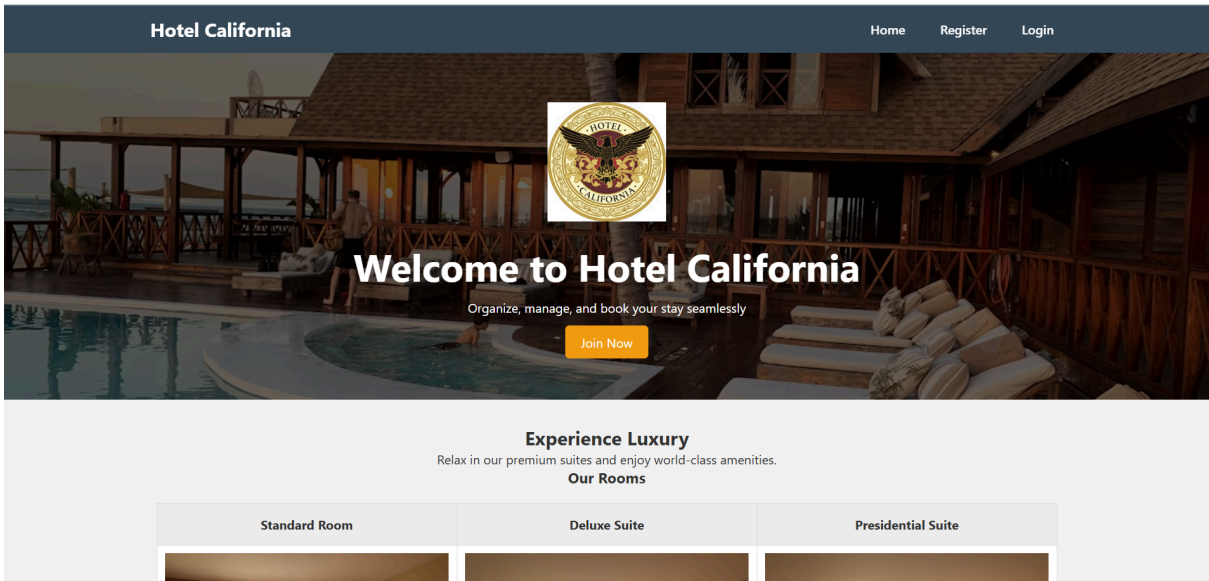 Hotel California
Home
Register
Login
HOTEL
CALIFORNIA
Welcome to Hotel California
Organize, manage, and book your stay seamlessly
Join Now
Experience Luxury
Relax in our premium suites and enjoy world-class amenities.
Our Rooms
Standard Room
Deluxe Suite
Presidential Suite